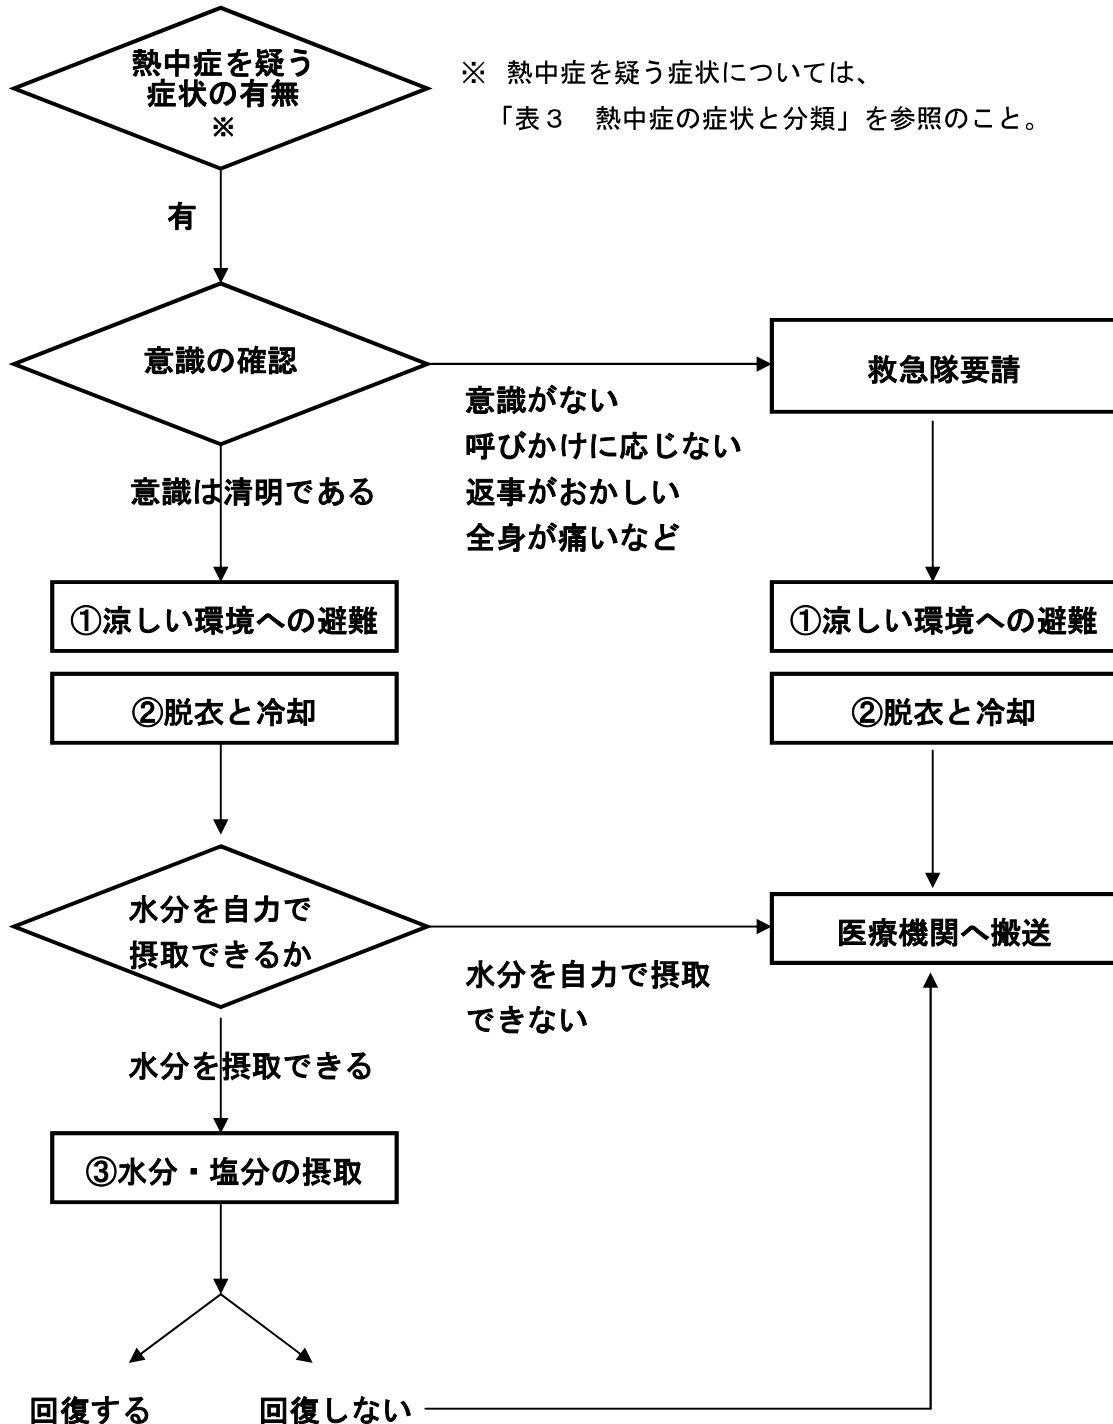 熱中症を疑う
症状の有無
※
※ 熱中症を疑う症状については、
「表３　熱中症の症状と分類」を参照のこと。
有
意識の確認
救急隊要請
意識がない
呼びかけに応じない
返事がおかしい
全身が痛いなど
意識は清明である
①涼しい環境への避難
①涼しい環境への避難
②脱衣と冷却
②脱衣と冷却
水分を自力で
摂取できるか
医療機関へ搬送
水分を自力で摂取
できない
水分を摂取できる
③水分・塩分の摂取
回復する
回復しない